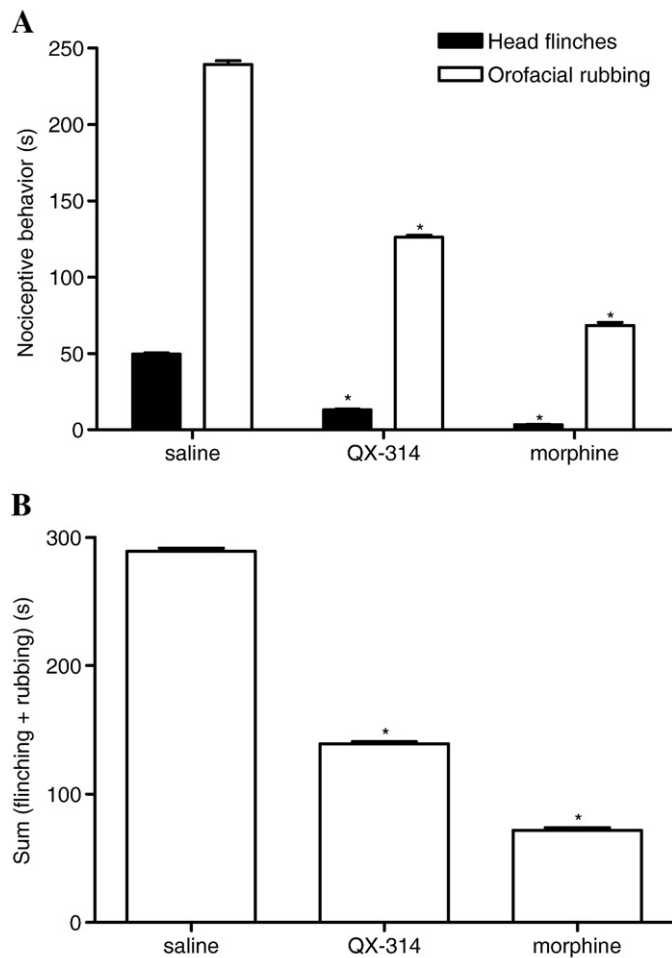 A
Nociceptive behavior (s)
250
200
150
100
50
0
Head flinches
Orofacial rubbing
*
*
*
*
saline QX-314 morphine
B
Sum (flinching + rubbing) (s)
300
200
100
0
*
*
saline QX-314 morphine